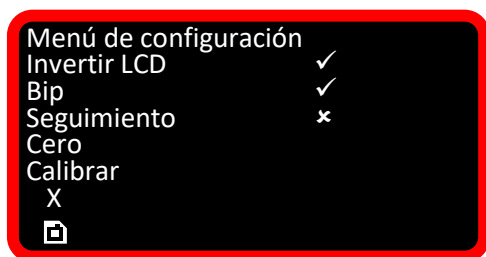 Menú de configuración
Invertir LCD ✓
Bip ✓
Seguimiento ×
Cero
Calibrar
X